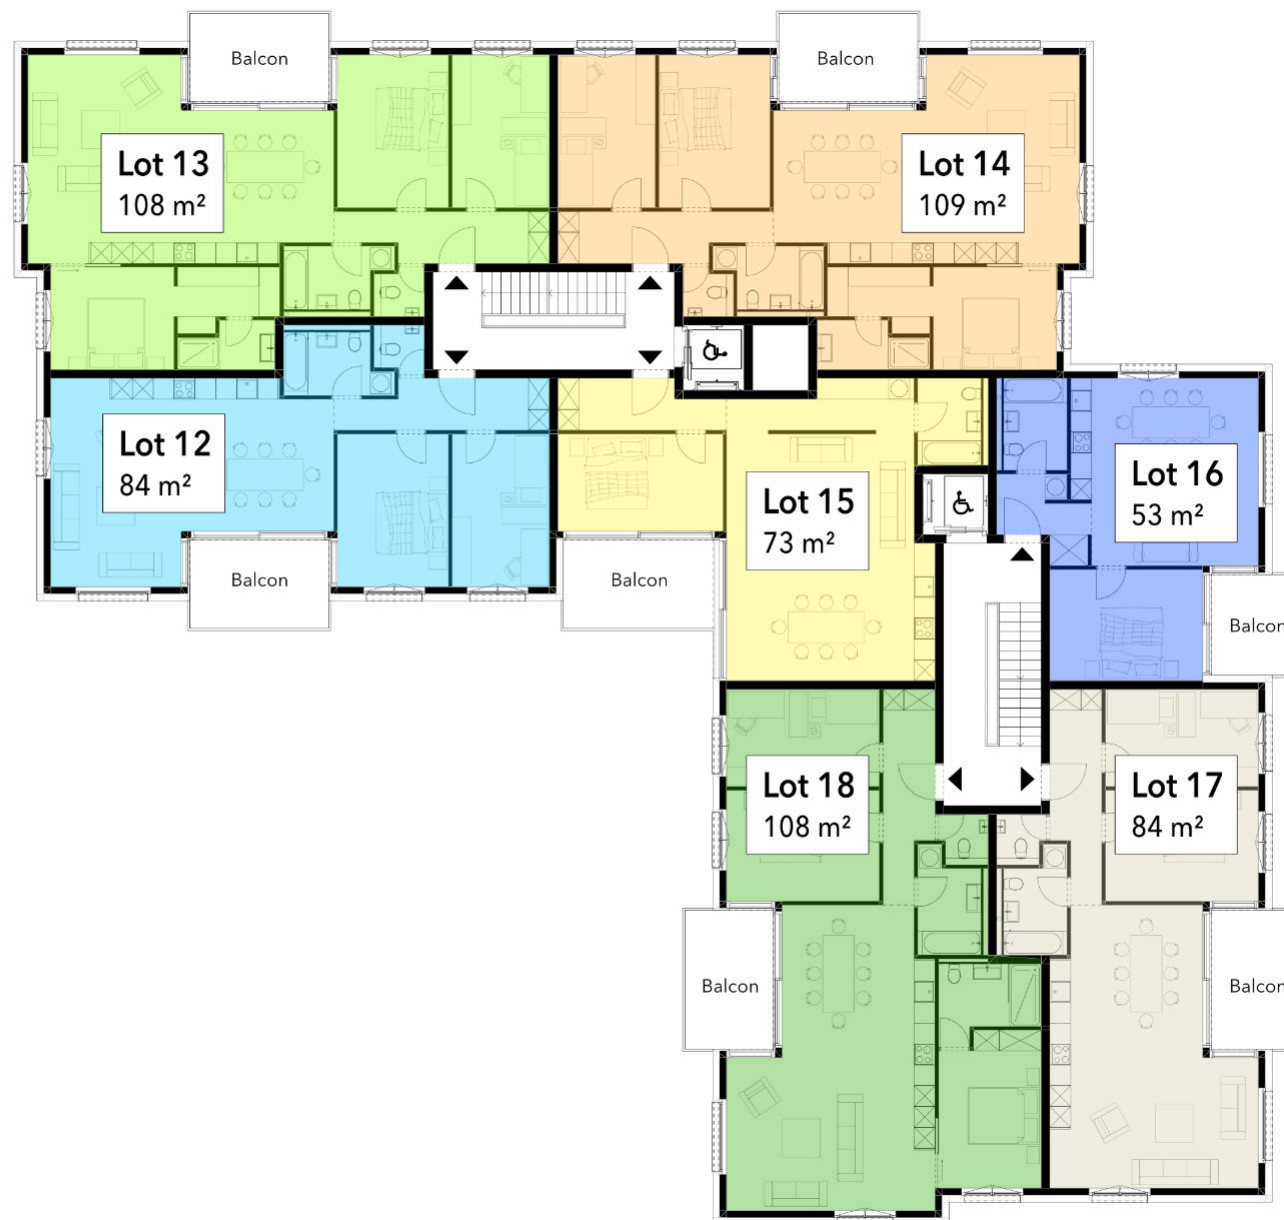 Balcon
Balcon
Lot 13
108 m²
Lot 14
109 m²
Lot 12
84 m²
Lot 15
73 m²
Lot 16
53 m²
Balcon
Balcon
Balcon
Lot 18
108 m²
Lot 17
84 m²
Balcon
Balcon